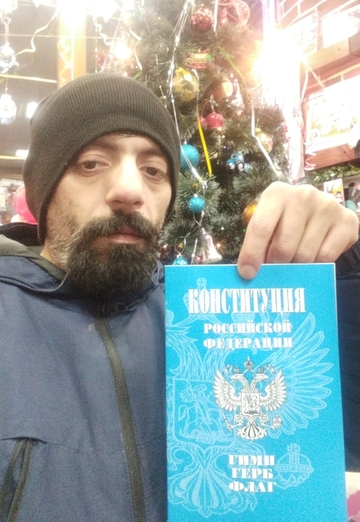 КОНСТИТУЦИЯ
РОССИЙСКОЙ
ФЕДЕРАЦИИ
ГИМН
ГЕРБ
ФЛАГ